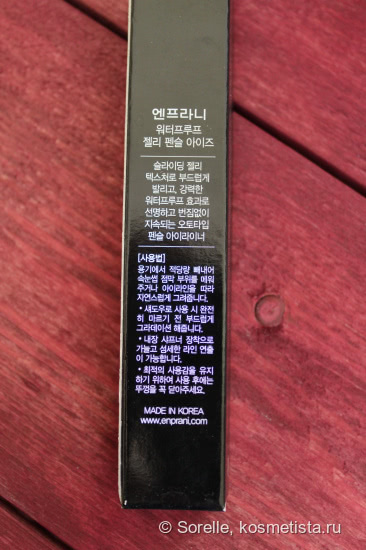 엔프라니
워터프루프
젤리 펜슬 아이즈
슬라이딩 젤리
텍스처로 부드럽게
발리고, 강력한
워터프루프 효과로
선명하고 번짐없이
지속되는 오토타입
펜슬 아이라이너
[사용법]
용기에서 적당량 빼내어
속눈썹 점막 부위를 메워
주거나 아이라인을 따라
자연스럽게 그려줍니다.
• 섀도우로 사용 시 완전
히 마르기 전 부드럽게
그라데이션 해줍니다.
• 내장 샤프너 장착으로
가늘고 섬세한 라인 연출
이 가능합니다.
• 최적의 사용감을 유지
하기 위하여 사용 후에는
뚜껑을 꼭 닫아주세요.
MADE IN KOREA
www.enprani.com
© Sorelle, kosmetista.ru